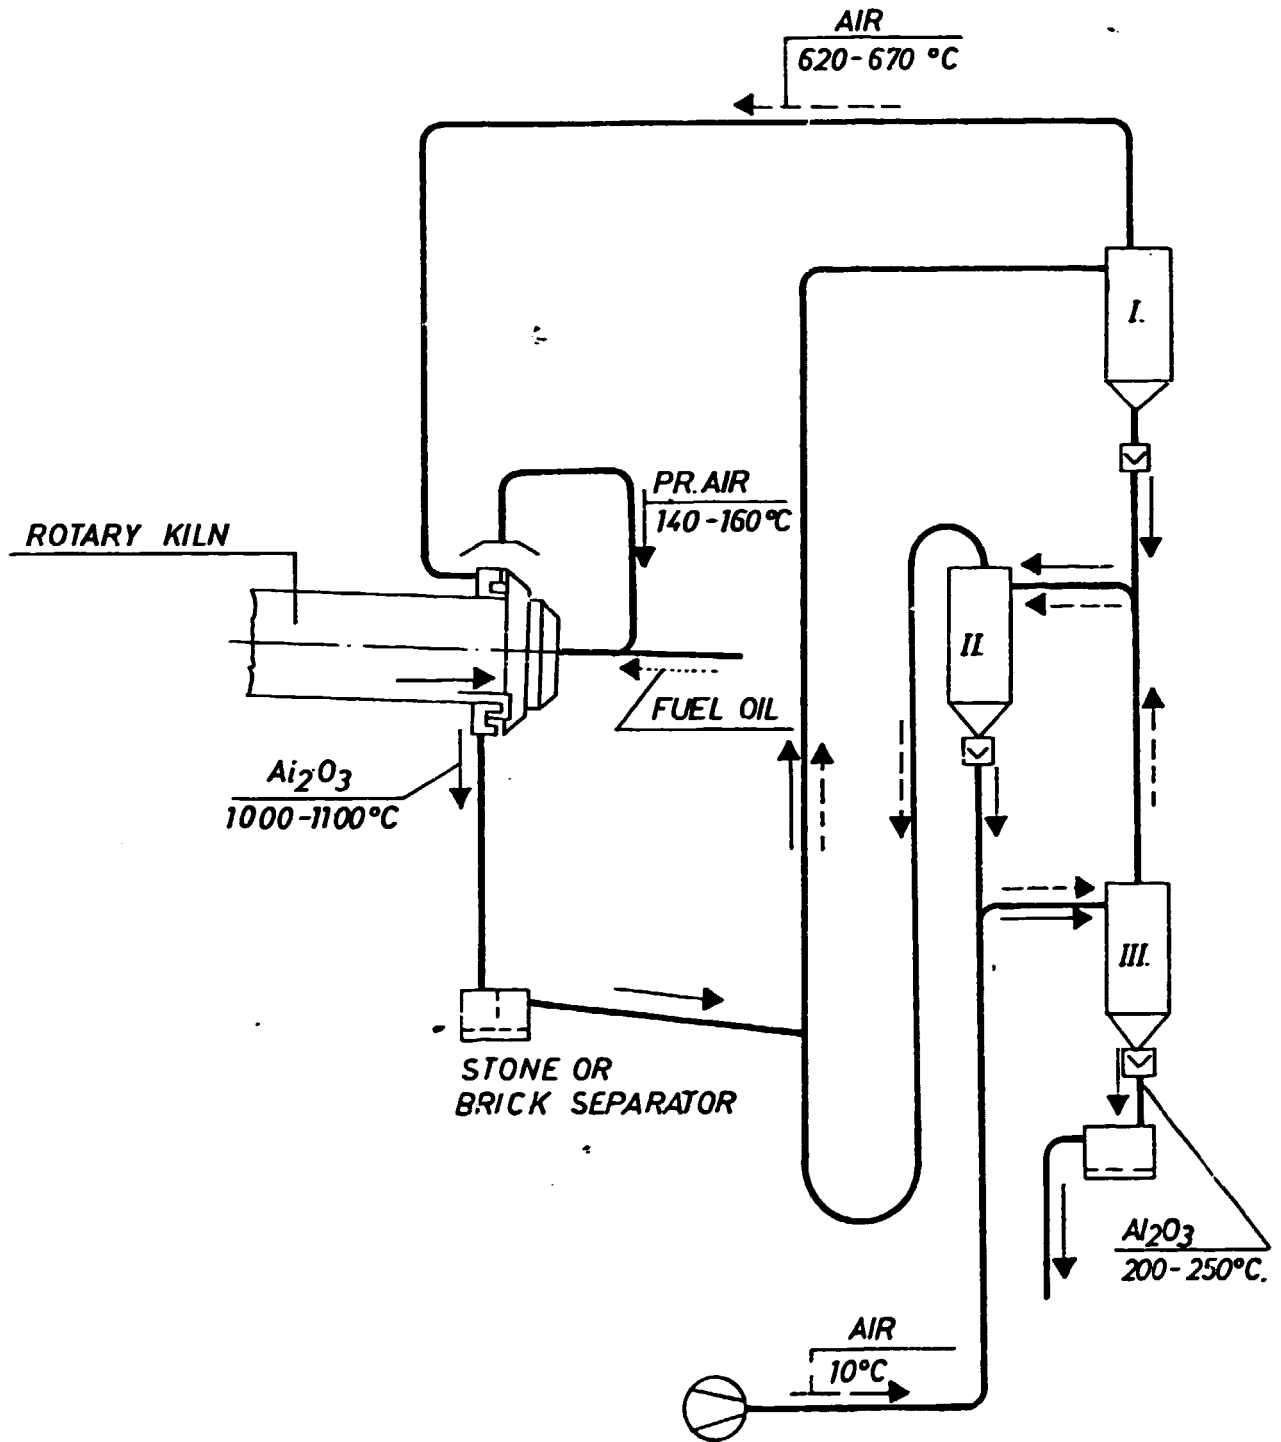 AIR
620-670 °C
I.
PR. AIR
140-160°C
ROTARY KILN
II.
FUEL OIL
Ai2O3
1000-1100°C
III.
STONE OR
BRICK SEPARATOR
Al2O3
200-250°C.
AIR
10°C